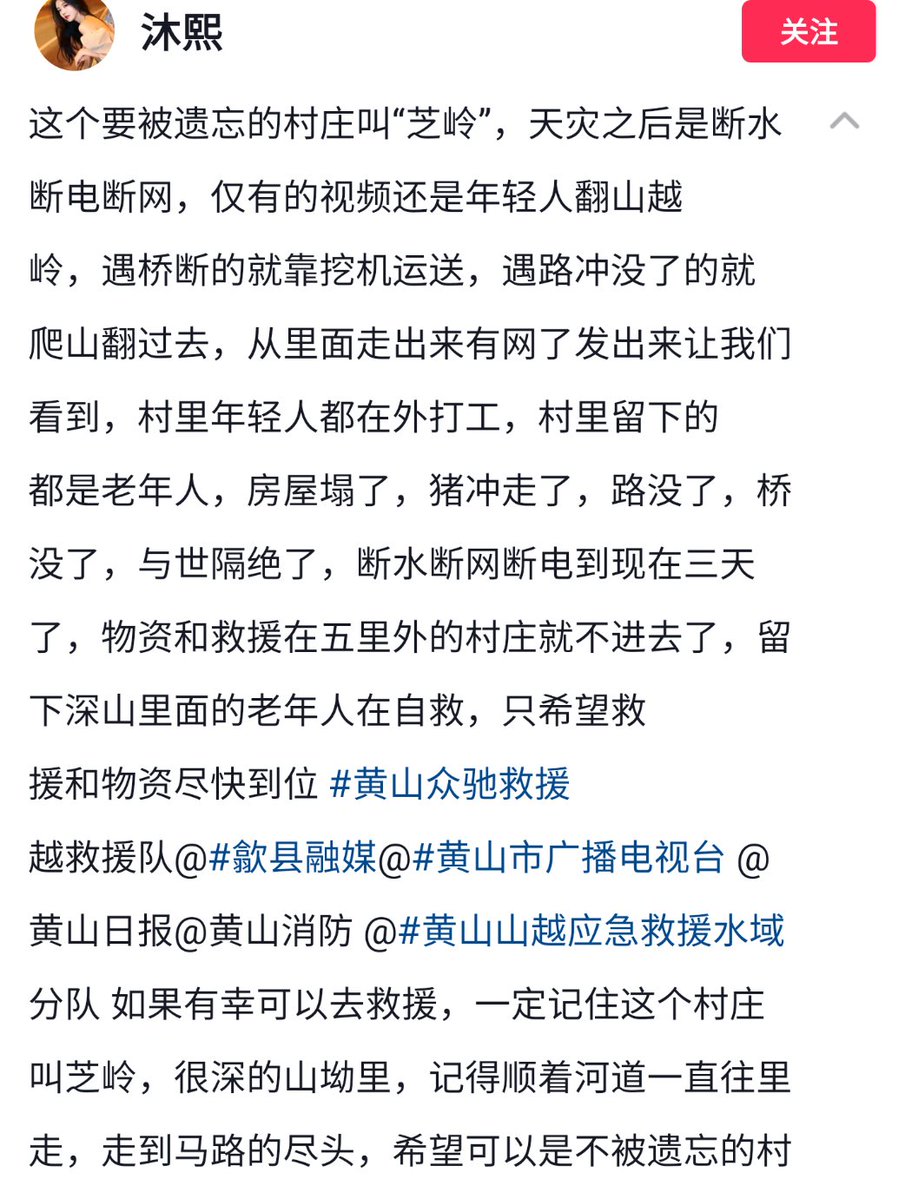 沐熙
关注
这个要被遗忘的村庄叫“芝岭”，天灾之后是断水
断电断网，仅有的视频还是年轻人翻山越
岭，遇桥断的就靠挖机运送，遇路冲没了的就
爬山翻过去，从里面走出来有网了发出来让我们
看到，村里年轻人都在外打工，村里留下的
都是老年人，房屋塌了，猪冲走了，路没了，桥
没了，与世隔绝了，断水断网断电到现在三天
了，物资和救援在五里外的村庄就不进去了，留
下深山里面的老年人在自救，只希望救
援和物资尽快到位 #黄山众驰救援
越救援队@#歙县融媒@#黄山市广播电视台 @
黄山日报@黄山消防 @#黄山山越应急救援水域
分队 如果有幸可以去救援，一定记住这个村庄
叫芝岭，很深的山坳里，记得顺着河道一直往里
走，走到马路的尽头，希望可以是不被遗忘的村